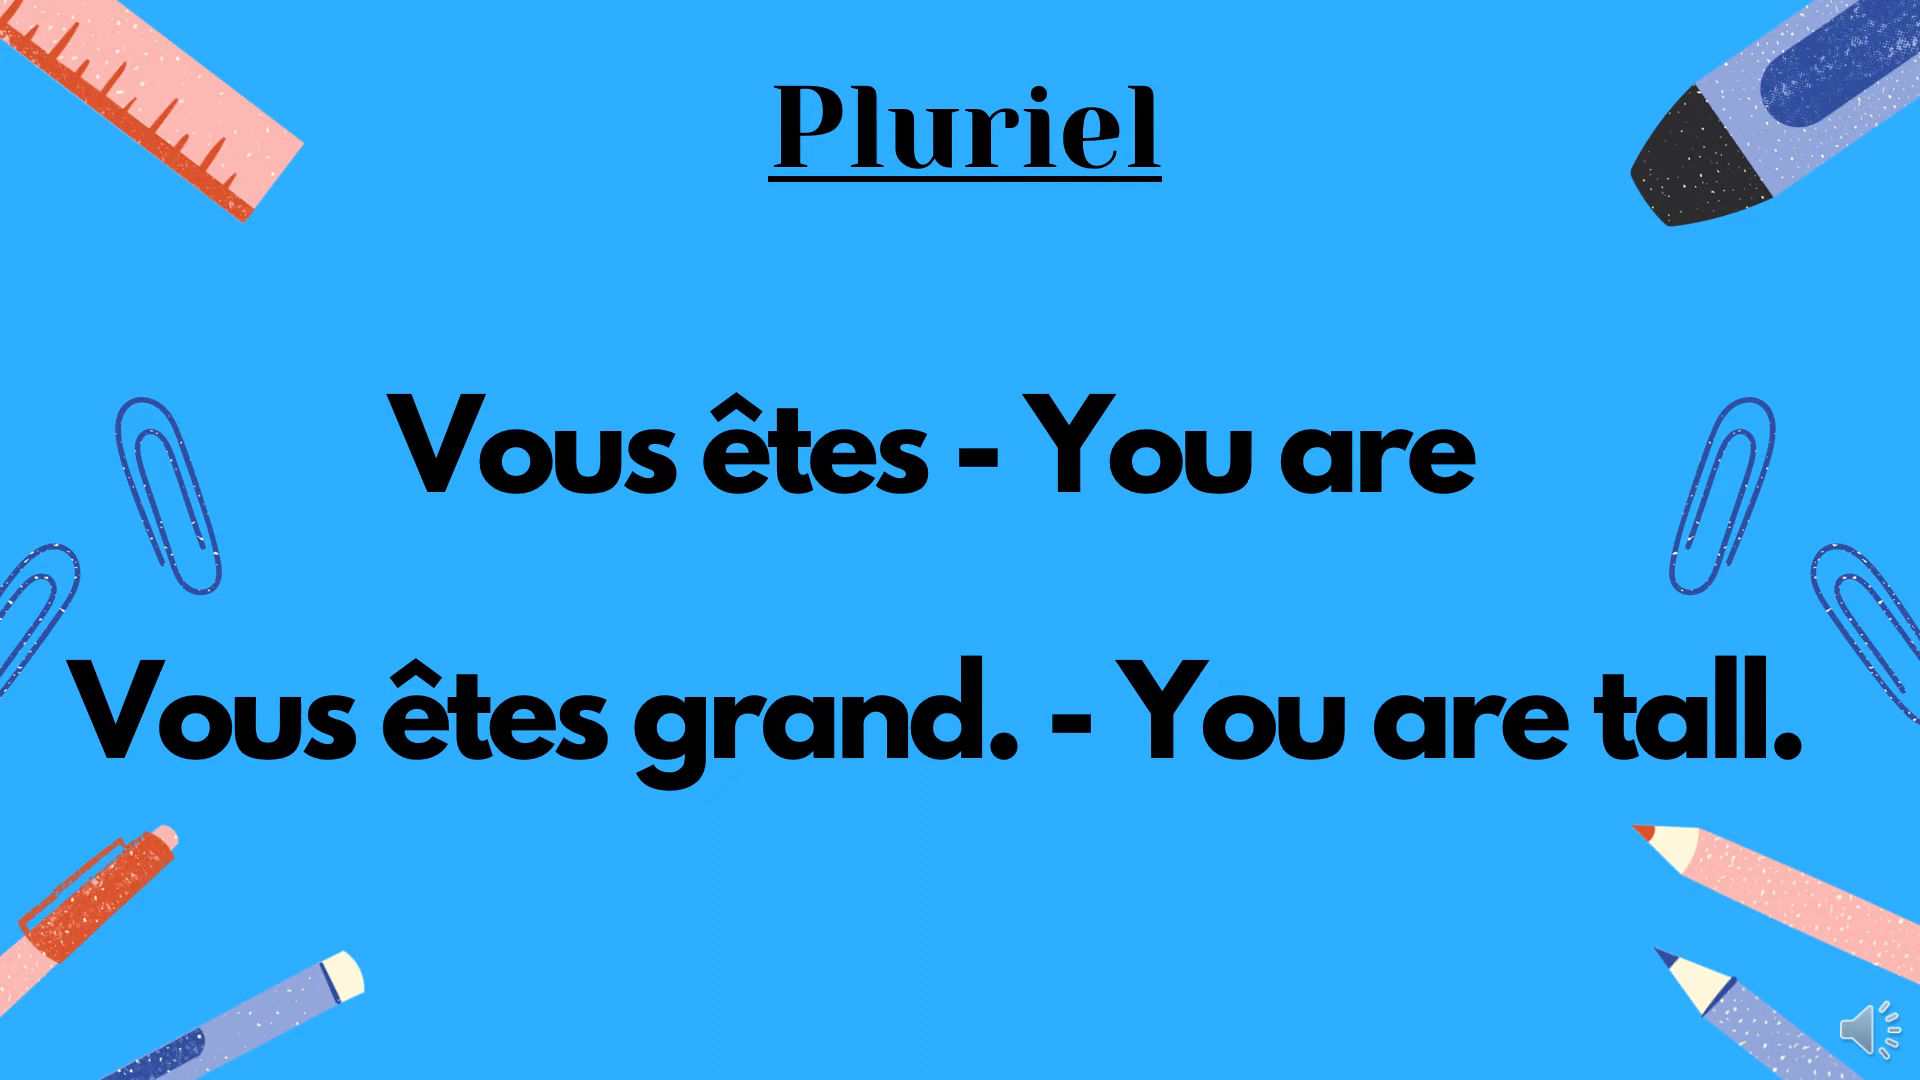 Pluriel
Vous êtes - You are
Vous êtes grand. - You are tall.